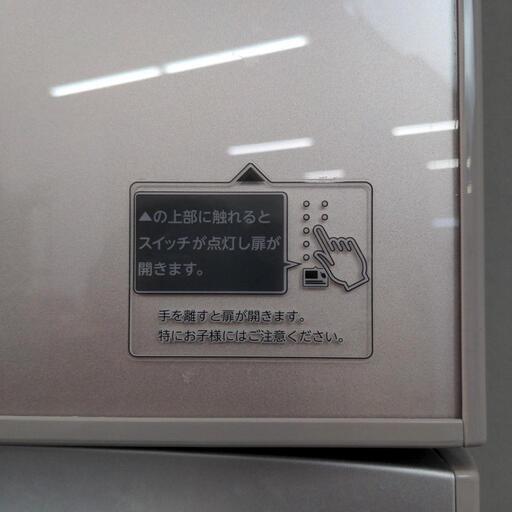 ▲の上部に触れると
スイッチが点灯し扉が
開きます。
手を離すと扉が開きます。
特にお子様にはご注意ください。